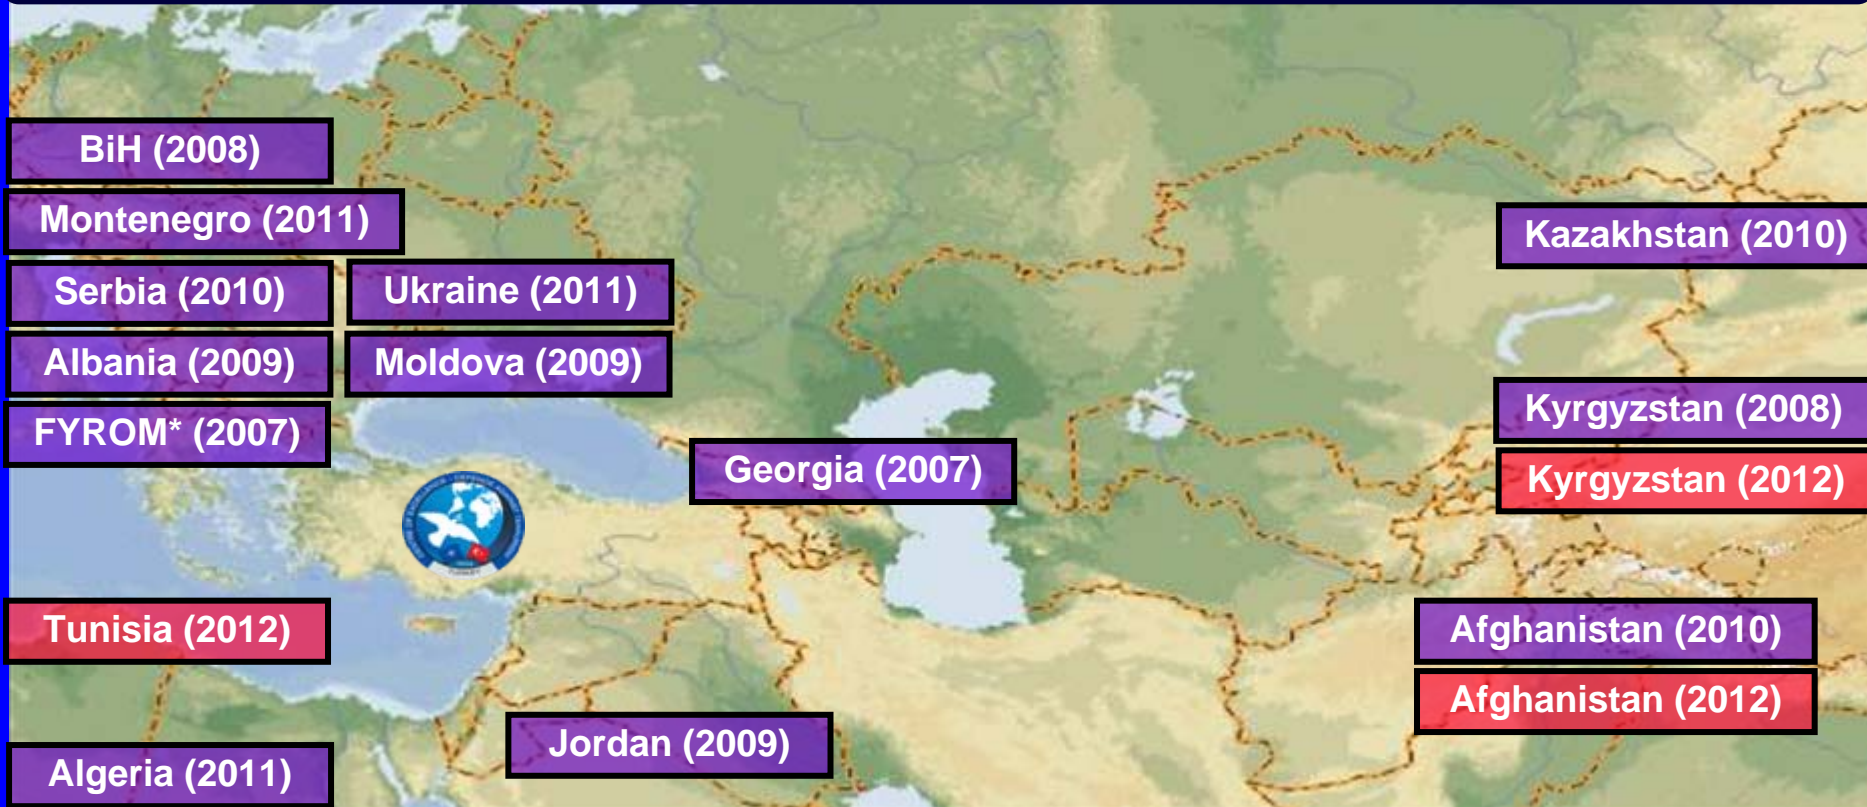 BiH (2008)
Montenegro (2011)
Kazakhstan (2010)
Serbia (2010)
Ukraine (2011)
Albania (2009)
Moldova (2009)
Kyrgyzstan (2008)
FYROM* (2007)
Georgia (2007)
Kyrgyzstan (2012)
Tunisia (2012)
Afghanistan (2010)
Afghanistan (2012)
Jordan (2009)
Algeria (2011)